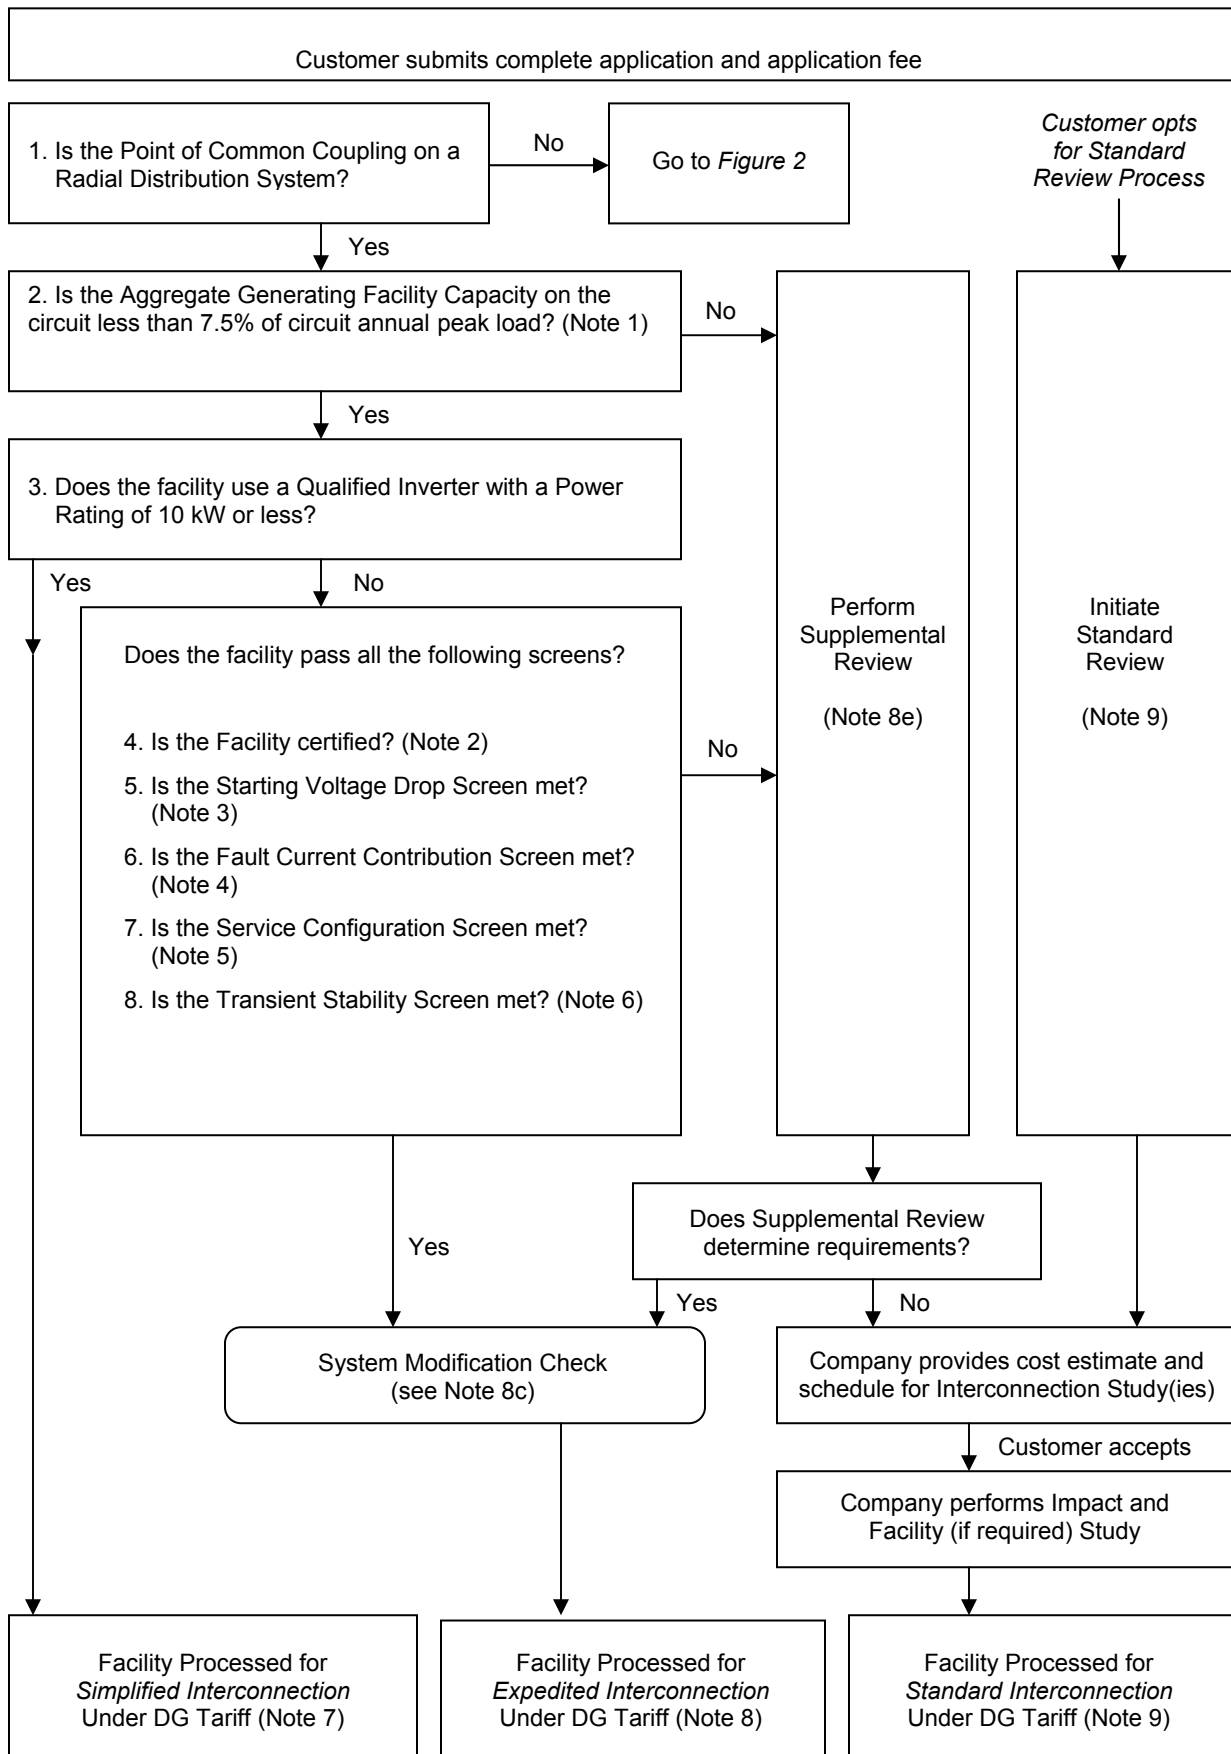 Customer submits complete application and application fee
1. Is the Point of Common Coupling on a
Radial Distribution System?
No
Go to Figure 2
Customer opts
for Standard
Review Process
Yes
2. Is the Aggregate Generating Facility Capacity on the
circuit less than 7.5% of circuit annual peak load? (Note 1)
No
Yes
3. Does the facility use a Qualified Inverter with a Power
Rating of 10 kW or less?
Yes
No
Does the facility pass all the following screens?
4. Is the Facility certified? (Note 2)
5. Is the Starting Voltage Drop Screen met?
(Note 3)
6. Is the Fault Current Contribution Screen met?
(Note 4)
7. Is the Service Configuration Screen met?
(Note 5)
8. Is the Transient Stability Screen met? (Note 6)
No
Perform
Supplemental
Review
(Note 8e)
Initiate
Standard
Review
(Note 9)
Yes
Does Supplemental Review
determine requirements?
Yes
No
System Modification Check
(see Note 8c)
Company provides cost estimate and
schedule for Interconnection Study(ies)
Customer accepts
Company performs Impact and
Facility (if required) Study
Facility Processed for
Simplified Interconnection
Under DG Tariff (Note 7)
Facility Processed for
Expedited Interconnection
Under DG Tariff (Note 8)
Facility Processed for
Standard Interconnection
Under DG Tariff (Note 9)